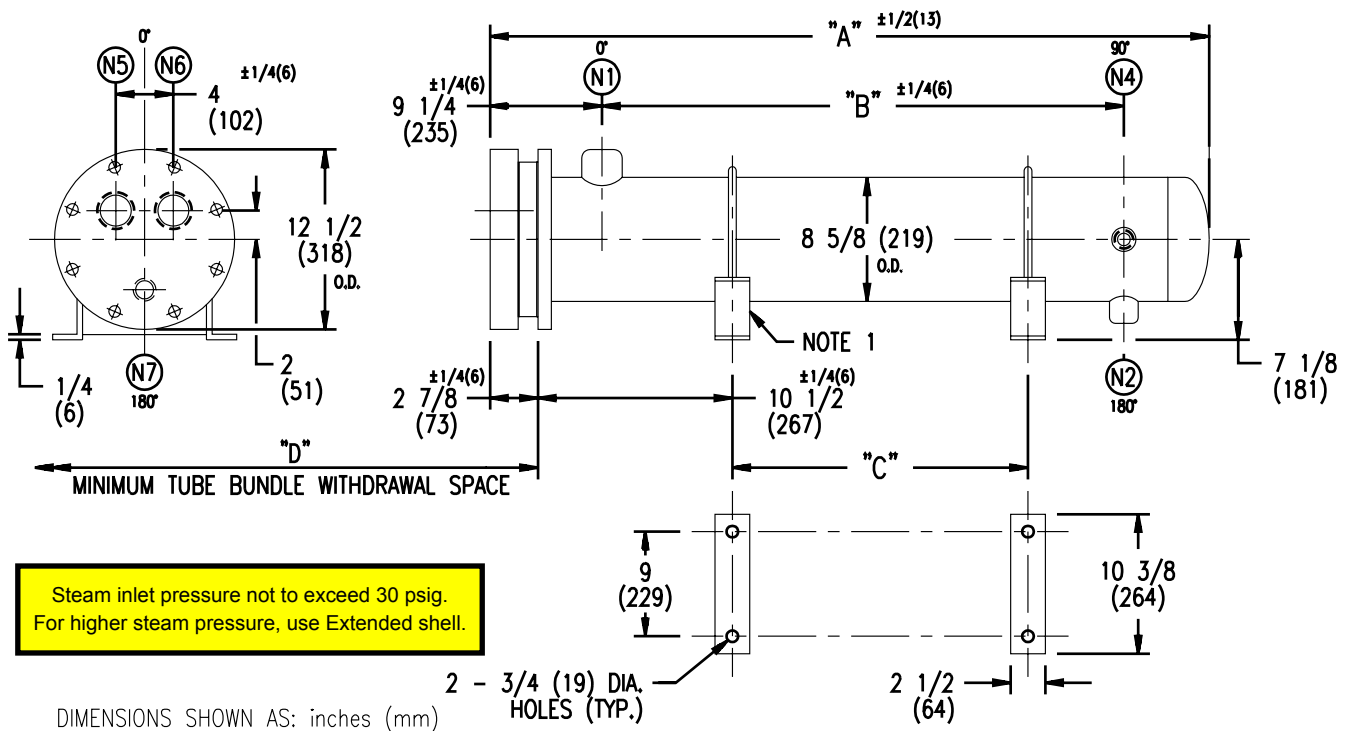 0°
N5
N6
±1/4(6)
4
(102)
12 1/2
(318)
O.D.
2
(51)
1/4
(6)
N7
180°
"A" ±1/2(13)
0°
N1
90°
N4
±1/4(6)
9 1/4
(235)
"B" ±1/4(6)
8 5/8 (219)
O.D.
NOTE 1
±1/4(6)
2 7/8
(73)
±1/4(6)
10 1/2
(267)
N2
180°
7 1/8
(181)
"D"
MINIMUM TUBE BUNDLE WITHDRAWAL SPACE
"C"
9
(229)
10 3/8
(264)
2 - 3/4 (19) DIA.
HOLES (TYP.)
2 1/2
(64)
Steam inlet pressure not to exceed 30 psig.
For higher steam pressure, use Extended shell.
DIMENSIONS SHOWN AS: inches (mm)